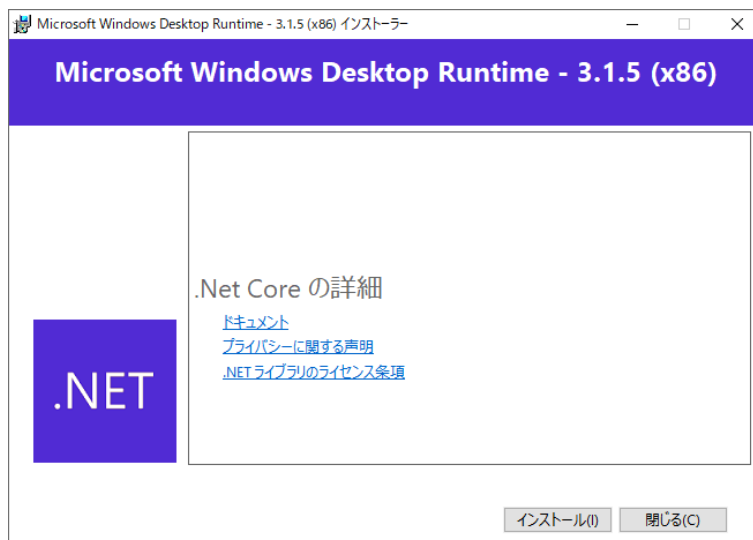 Microsoft Windows Desktop Runtime - 3.1.5 (x86) インストーラー
Microsoft Windows Desktop Runtime - 3.1.5 (x86)
.Net Core の詳細
ドキュメント
プライバシーに関する声明
.NET ライブラリのライセンス条項
.NET
インストール(I) 閉じる(C)